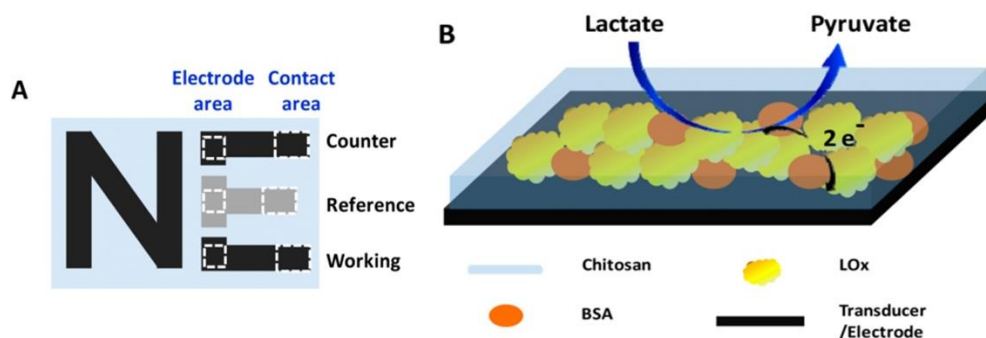 A
Electrode
area
Contact
area
N
Counter
Reference
Working
B
Lactate
Pyruvate
2 e-
Chitosan
LOx
BSA
Transducer
/Electrode